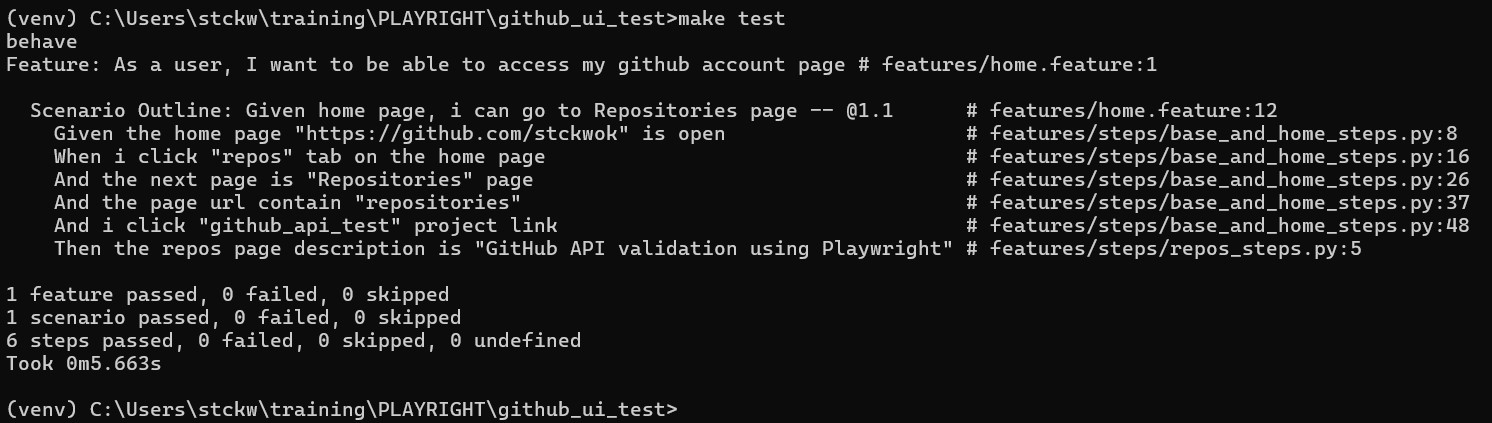 (venv) C:\Users\stckw\training\PLAYRIGHT\github_ui_test>make test
behave
Feature: As a user, I want to be able to access my github account page # features/home.feature:1
Scenario Outline: Given home page, i can go to Repositories page -- @1.1 # features/home.feature:12
Given the home page "https://github.com/stckwok" is open # features/steps/base_and_home_steps.py:8
When i click "repos" tab on the home page # features/steps/base_and_home_steps.py:16
And the next page is "Repositories" page # features/steps/base_and_home_steps.py:26
And the page url contain "repositories" # features/steps/base_and_home_steps.py:37
And i click "github_api_test" project link # features/steps/base_and_home_steps.py:48
Then the repos page description is "GitHub API validation using Playwright" # features/steps/repos_steps.py:5
1 feature passed, 0 failed, 0 skipped
1 scenario passed, 0 failed, 0 skipped
6 steps passed, 0 failed, 0 skipped, 0 undefined
Took 0m5.663s
(venv) C:\Users\stckw\training\PLAYRIGHT\github_ui_test>